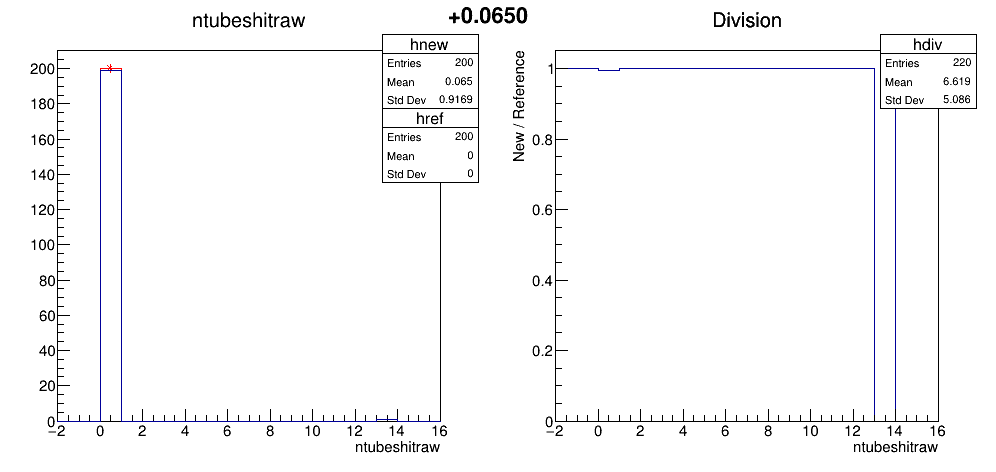 +0.0650
ntubeshitraw
hnew
Entries 200
Mean 0.065
Std Dev 0.9169
href
Entries 200
Mean 0
Std Dev 0
200
180
160
140
120
100
80
60
40
20
0
−2 0 2 4 6 8 10 12 14 16
ntubeshitraw
Division
hdiv
Entries 220
Mean 6.619
Std Dev 5.086
New / Reference
1
0.8
0.6
0.4
0.2
0
−2 0 2 4 6 8 10 12 14 16
ntubeshitraw